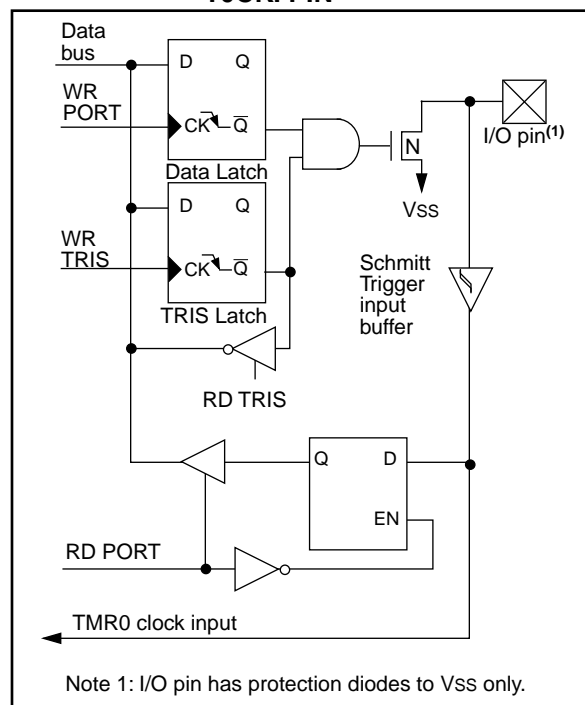 Data
bus
D Q
WR
PORT
CK Q̅
I/O pin(1)
N
Data Latch
VSS
D Q
WR
TRIS
CK Q̅
Schmitt
Trigger
input
buffer
TRIS Latch
RD TRIS
Q D
EN
RD PORT
TMR0 clock input
Note 1: I/O pin has protection diodes to VSS only.